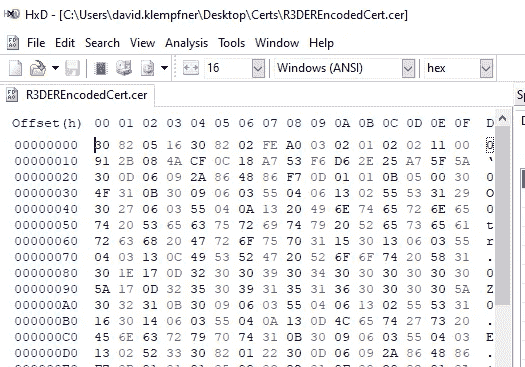 HxD - [C:\Users\david.klempfner\Desktop\Certs\R3DEREncodedCert.cer]
File Edit Search View Analysis Tools Window Help
16 Windows (ANSI) hex
R3DEREncodedCert.cer Sp
Offset(h) 00 01 02 03 04 05 06 07 08 09 0A 0B 0C 0D 0E 0F D
00000000 30 82 05 16 30 82 02 FE A0 03 02 01 02 02 11 00 0
00000010 91 2B 08 4A CF 0C 18 A7 53 F6 D6 2E 25 A7 5F 5A ‘
00000020 30 0D 06 09 2A 86 48 86 F7 0D 01 01 0B 05 00 30 0
00000030 4F 31 0B 30 09 06 03 55 04 06 13 02 55 53 31 29 O
00000040 30 27 06 03 55 04 0A 13 20 49 6E 74 65 72 6E 65 0
00000050 74 20 53 65 63 75 72 69 74 79 20 52 65 73 65 61 t
00000060 72 63 68 20 47 72 6F 75 70 31 15 30 13 06 03 55 r
00000070 04 03 13 0C 49 53 52 47 20 52 6F 6F 74 20 58 31 .
00000080 30 1E 17 0D 32 30 30 39 30 34 30 30 30 30 30 30 0
00000090 5A 17 0D 32 35 30 39 31 35 31 36 30 30 30 30 5A Z
000000A0 30 32 31 0B 30 09 06 03 55 04 06 13 02 55 53 31 0
000000B0 16 30 14 06 03 55 04 0A 13 0D 4C 65 74 27 73 20 .
000000C0 45 6E 63 72 79 70 74 31 0B 30 09 06 03 55 04 03 E
000000D0 13 02 52 33 30 82 01 22 30 0D 06 09 2A 86 48 86 .